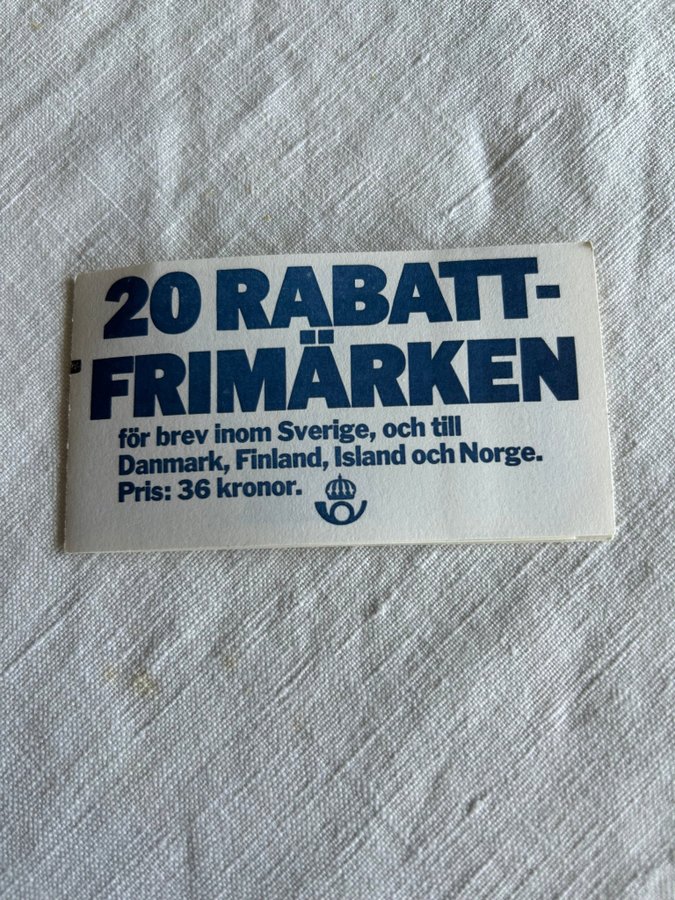 20 RABATT-
FRIMÄRKEN
för brev inom Sverige, och till
Danmark, Finland, Island och Norge.
Pris: 36 kronor.